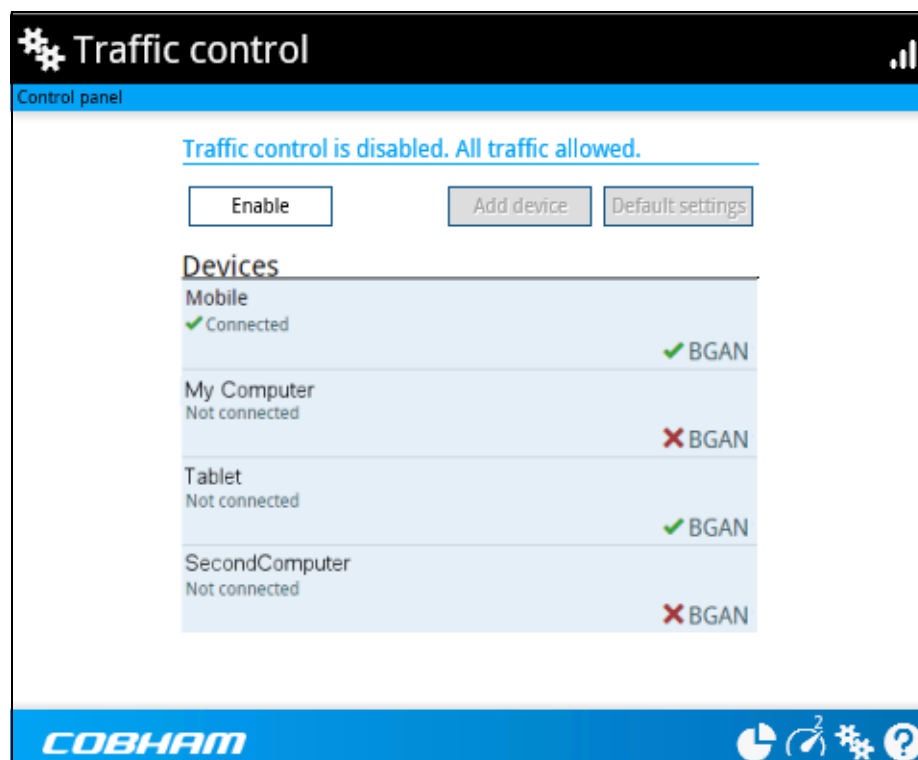 Traffic control
Control panel
Traffic control is disabled. All traffic allowed.
Enable
Add device
Default settings
Devices
Mobile
Connected
BGAN
My Computer
Not connected
BGAN
Tablet
Not connected
BGAN
SecondComputer
Not connected
BGAN
COBHAM
2
?